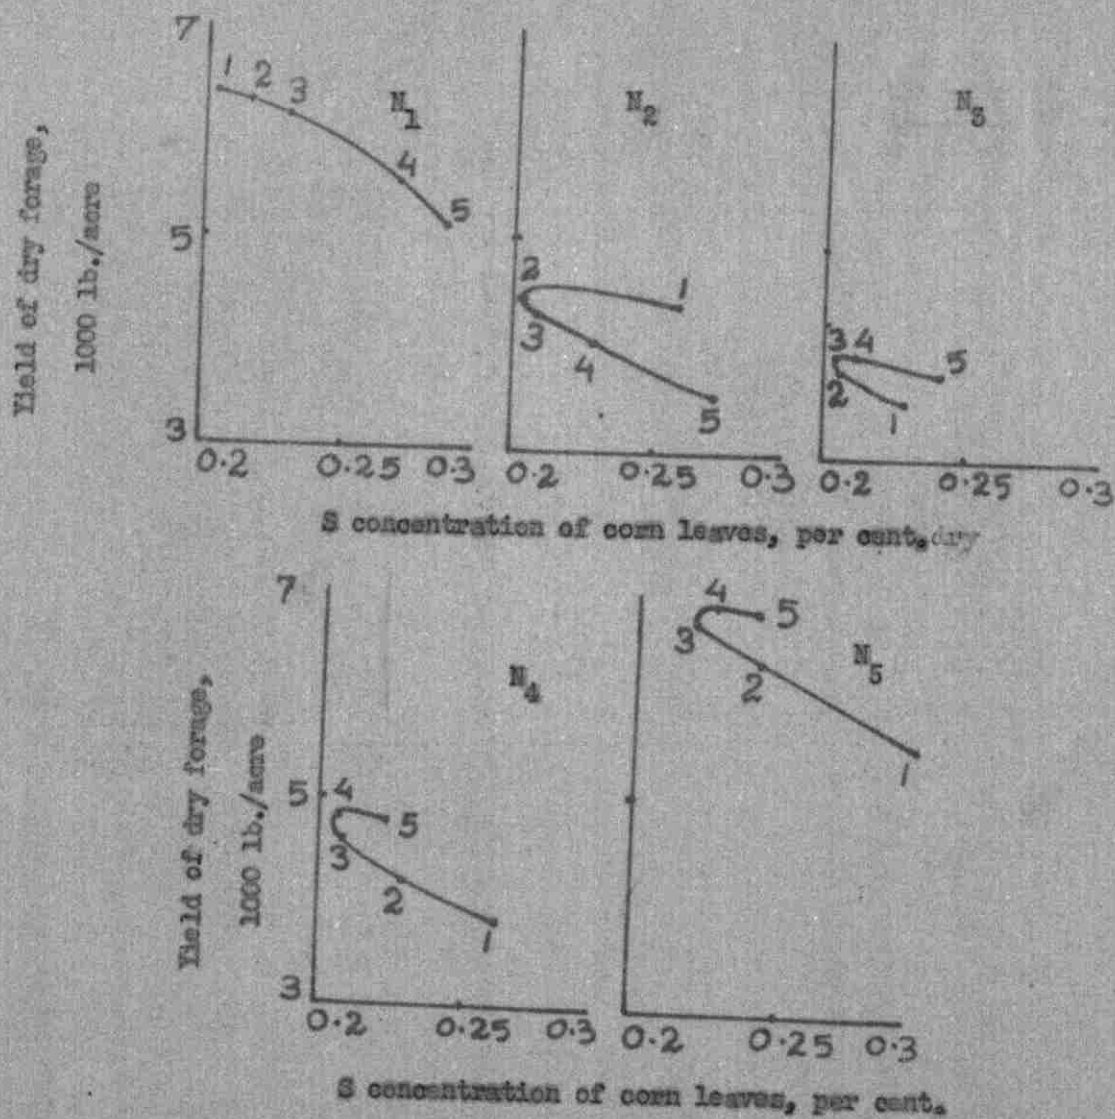 7
1 2 3
N1
4
5
5
3
0.2 0.25 0.3
N2
2
1
3
4
5
0.2 0.25 0.3
N3
3 4
5
2
1
0.2 0.25 0.3
Yield of dry forage,
1000 lb./acre
S concentration of corn leaves, per cent.dry
7
N4
5
4
5
3
2
1
3
0.2 0.25 0.3
4
5
3
N5
2
1
0.2 0.25 0.3
Yield of dry forage,
1000 lb./acre
S concentration of corn leaves, per cent.